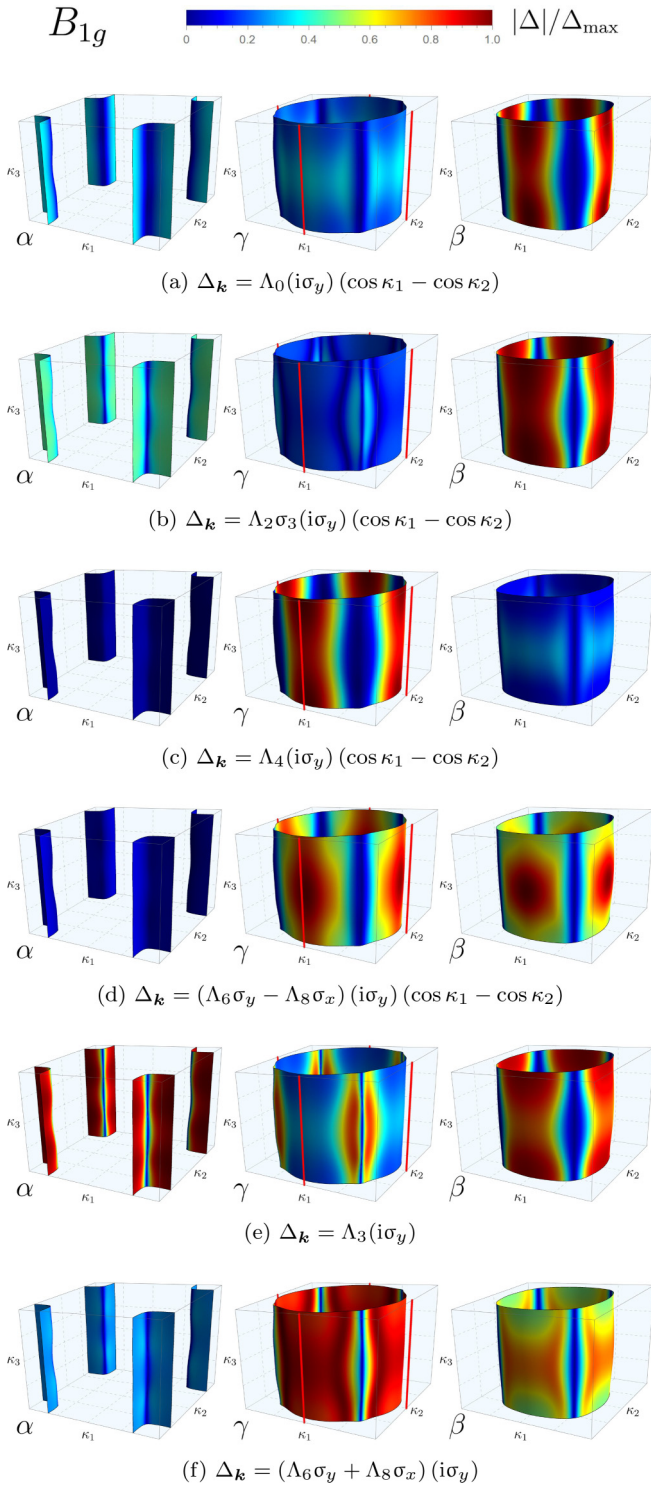 B₁g |Δ|/Δmax
0 0.2 0.4 0.6 0.8 1.0
κ₃ α κ₁ κ₂ γ κ₁ κ₂ β κ₁ κ₂
(a) Δ𝒌 = Λ₀(iσy) (cos κ₁ − cos κ₂)
κ₃ α κ₁ κ₂ κ₃ γ κ₁ κ₂ κ₃ β κ₁ κ₂
(b) Δ𝒌 = Λ₂σ₃(iσy) (cos κ₁ − cos κ₂)
κ₃ α κ₁ κ₂ κ₃ γ κ₁ κ₂ κ₃ β κ₁ κ₂
(c) Δ𝒌 = Λ₄(iσy) (cos κ₁ − cos κ₂)
κ₃ α κ₁ κ₂ κ₃ γ κ₁ κ₂ κ₃ β κ₁ κ₂
(d) Δ𝒌 = (Λ₆σy − Λ₈σx) (iσy) (cos κ₁ − cos κ₂)
κ₃ α κ₁ κ₂ κ₃ γ κ₁ κ₂ κ₃ β κ₁ κ₂
(e) Δ𝒌 = Λ₃(iσy)
κ₃ α κ₁ κ₂ κ₃ γ κ₁ κ₂ κ₃ β κ₁ κ₂
(f) Δ𝒌 = (Λ₆σy + Λ₈σx) (iσy)